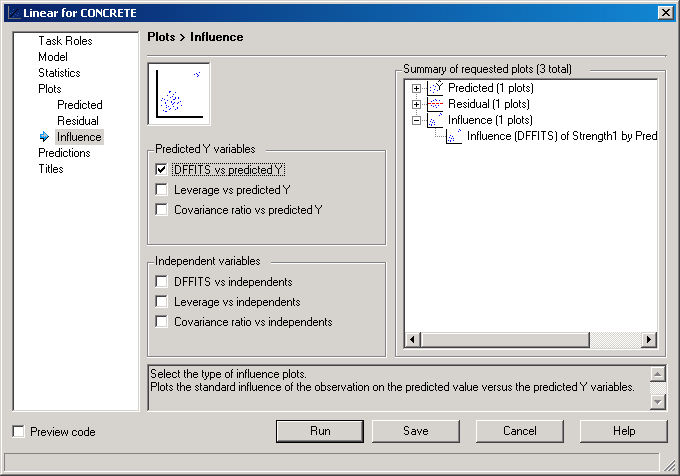 Linear for CONCRETE
Task Roles
Model
Statistics
Plots
Predicted
Residual
Influence
Predictions
Titles
Plots > Influence
Predicted Y variables
DFFITS vs predicted Y
Leverage vs predicted Y
Covariance ratio vs predicted Y
Independent variables
DFFITS vs independents
Leverage vs independents
Covariance ratio vs independents
Summary of requested plots (3 total)
Predicted (1 plots)
Residual (1 plots)
Influence (1 plots)
Influence (DFFITS) of Strength1 by Pred
Select the type of influence plots.
Plots the standard influence of the observation on the predicted value versus the predicted Y variables.
Preview code
Run
Save
Cancel
Help